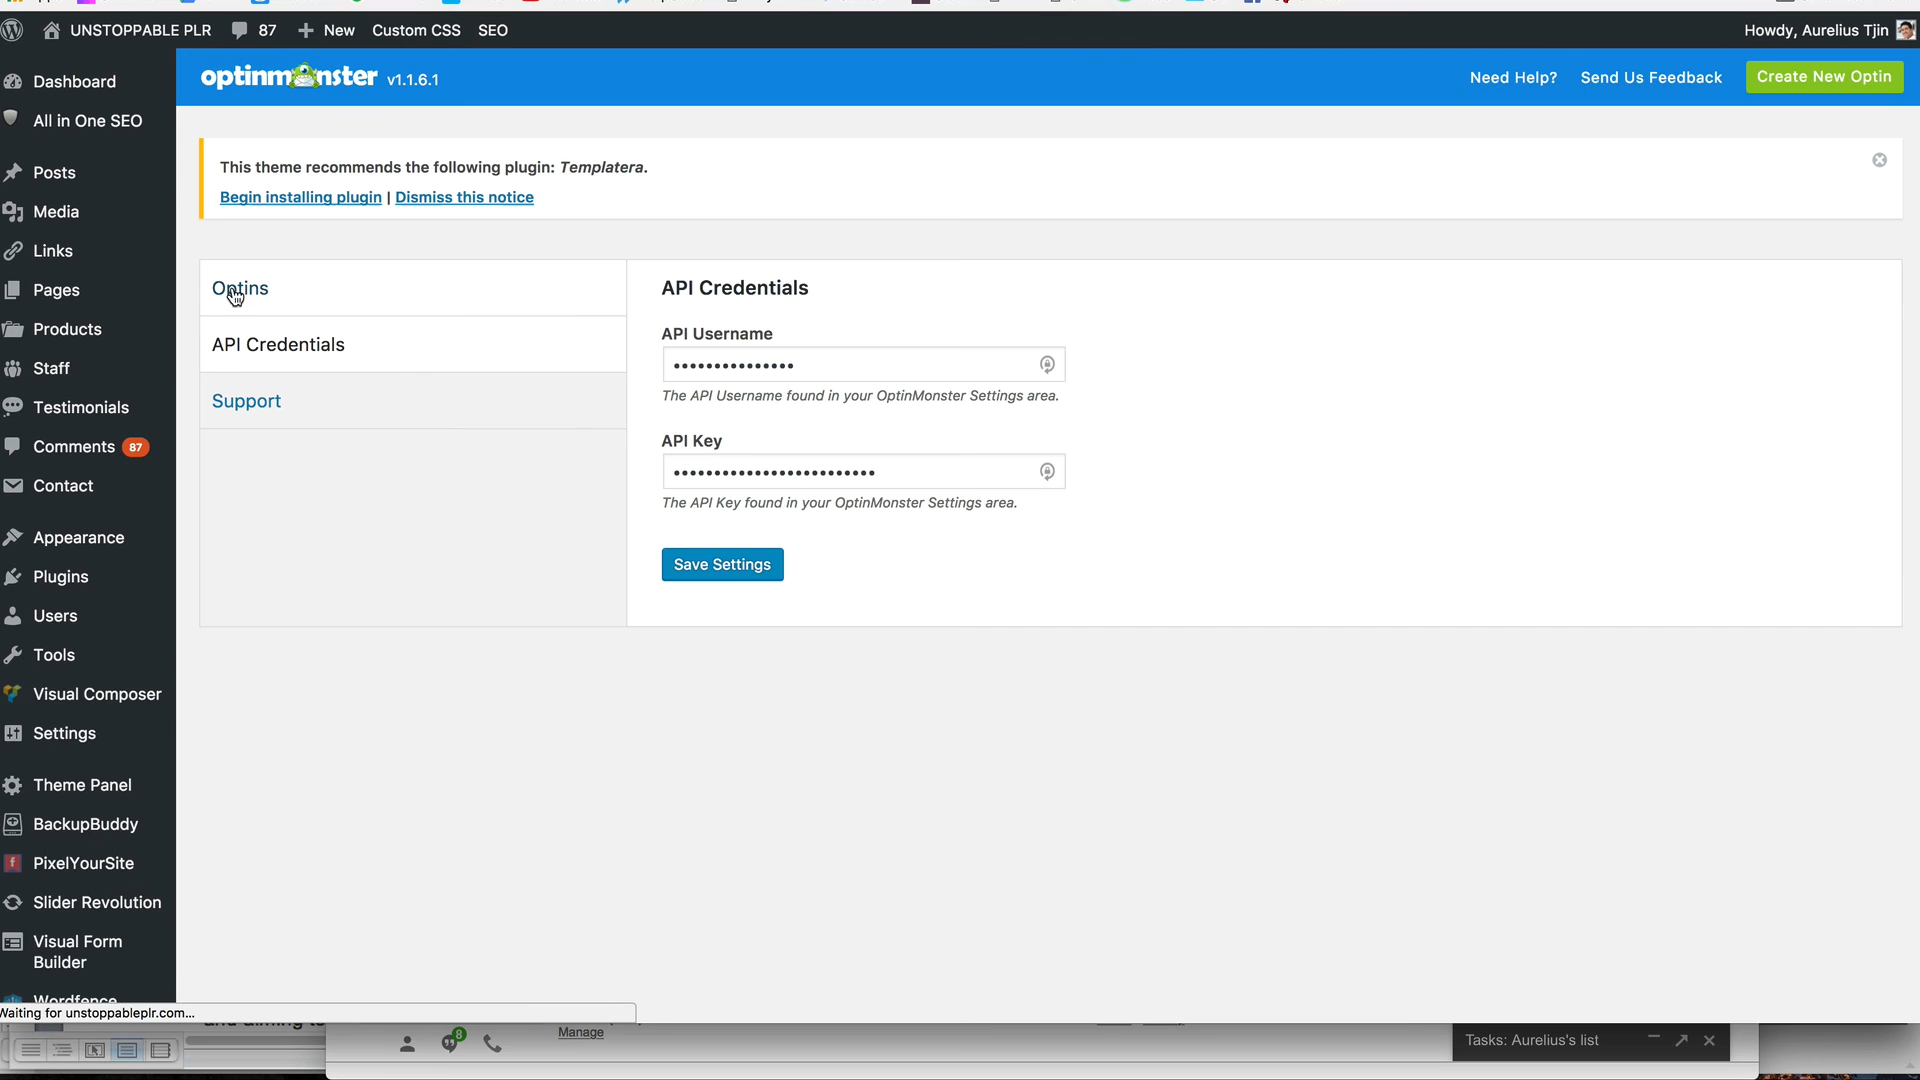 UNSTOPPABLE PLR 87 New Custom CSS SEO Howdy, Aurelius Tjin
optinmonster v1.1.6.1 Need Help? Send Us Feedback Create New Optin
Dashboard
All in One SEO
Posts
Media
Links
Pages
Products
Staff
Testimonials
Comments 87
Contact
Appearance
Plugins
Users
Tools
Visual Composer
Settings
Theme Panel
BackupBuddy
PixelYourSite
Slider Revolution
Visual Form
Builder
Wordfence
This theme recommends the following plugin: Templatera.
Begin installing plugin | Dismiss this notice
Optins
API Credentials
Support
API Credentials
API Username
The API Username found in your OptinMonster Settings area.
API Key
The API Key found in your OptinMonster Settings area.
Save Settings
Waiting for unstoppableplr.com...
8
Manage
Tasks: Aurelius's list